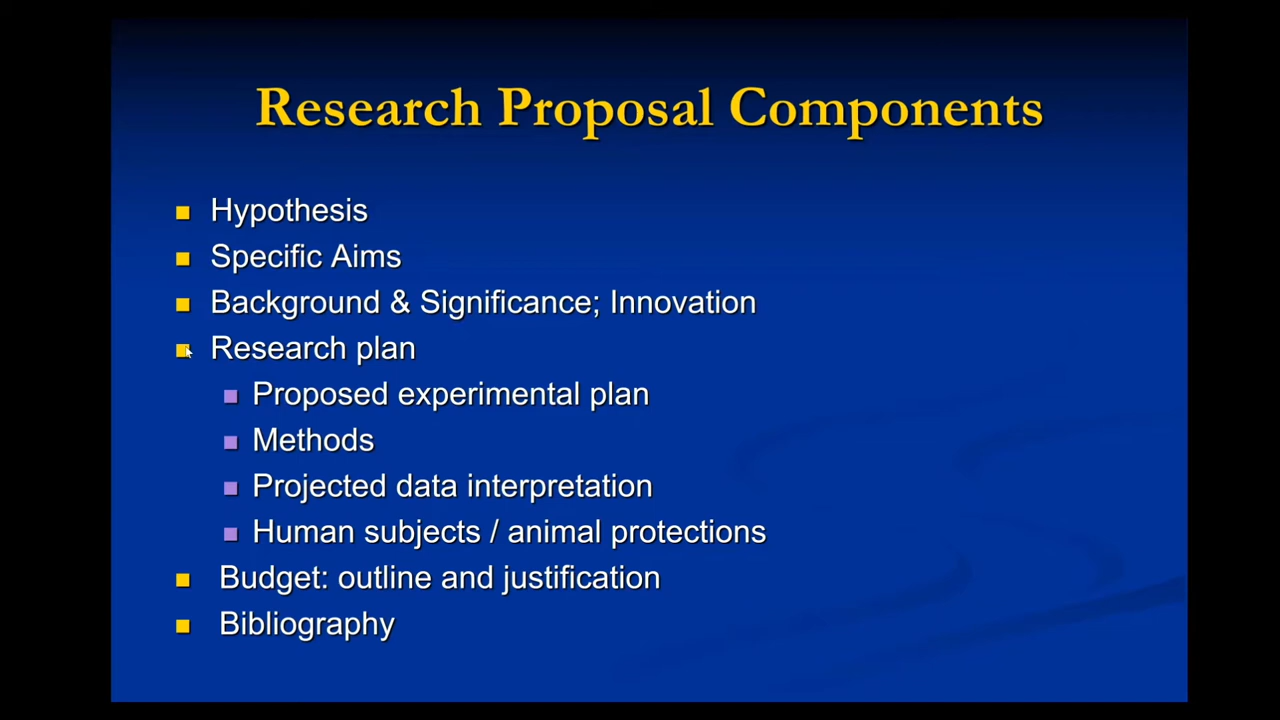 Research Proposal Components
Hypothesis
Specific Aims
Background & Significance; Innovation
Research plan
Proposed experimental plan
Methods
Projected data interpretation
Human subjects / animal protections
Budget: outline and justification
Bibliography